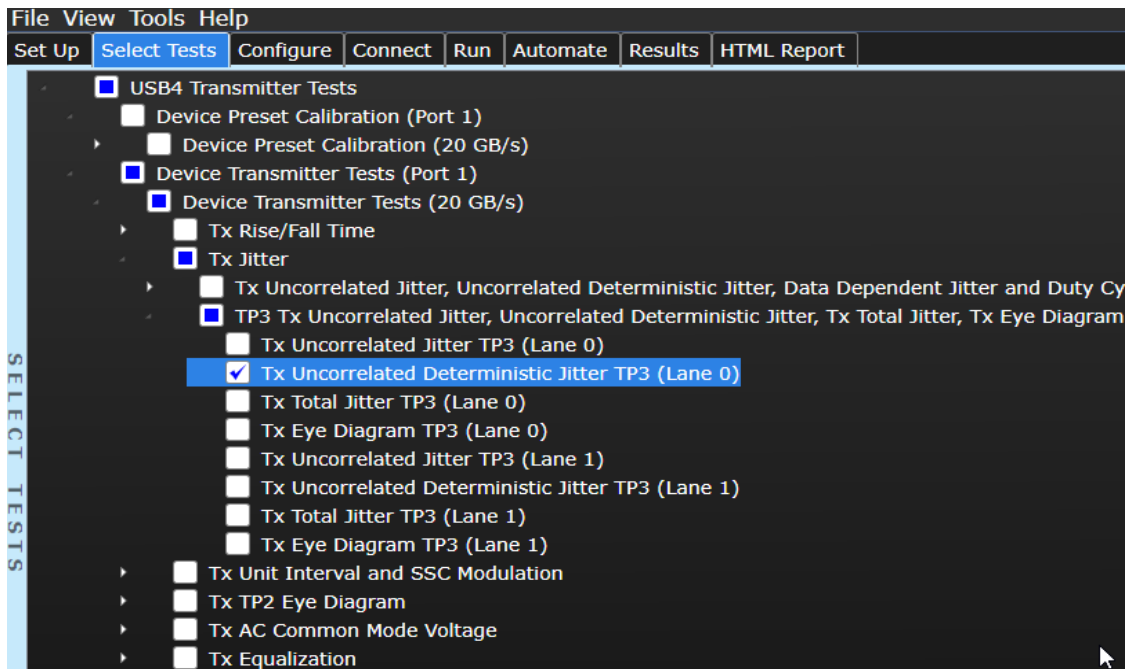 File View Tools Help
Set Up Select Tests Configure Connect Run Automate Results HTML Report
USB4 Transmitter Tests
Device Preset Calibration (Port 1)
Device Preset Calibration (20 GB/s)
Device Transmitter Tests (Port 1)
Device Transmitter Tests (20 GB/s)
Tx Rise/Fall Time
Tx Jitter
Tx Uncorrelated Jitter, Uncorrelated Deterministic Jitter, Data Dependent Jitter and Duty Cy
TP3 Tx Uncorrelated Jitter, Uncorrelated Deterministic Jitter, Tx Total Jitter, Tx Eye Diagram
Tx Uncorrelated Jitter TP3 (Lane 0)
Tx Uncorrelated Deterministic Jitter TP3 (Lane 0)
Tx Total Jitter TP3 (Lane 0)
Tx Eye Diagram TP3 (Lane 0)
Tx Uncorrelated Jitter TP3 (Lane 1)
Tx Uncorrelated Deterministic Jitter TP3 (Lane 1)
Tx Total Jitter TP3 (Lane 1)
Tx Eye Diagram TP3 (Lane 1)
Tx Unit Interval and SSC Modulation
Tx TP2 Eye Diagram
Tx AC Common Mode Voltage
Tx Equalization
SELECT TESTS